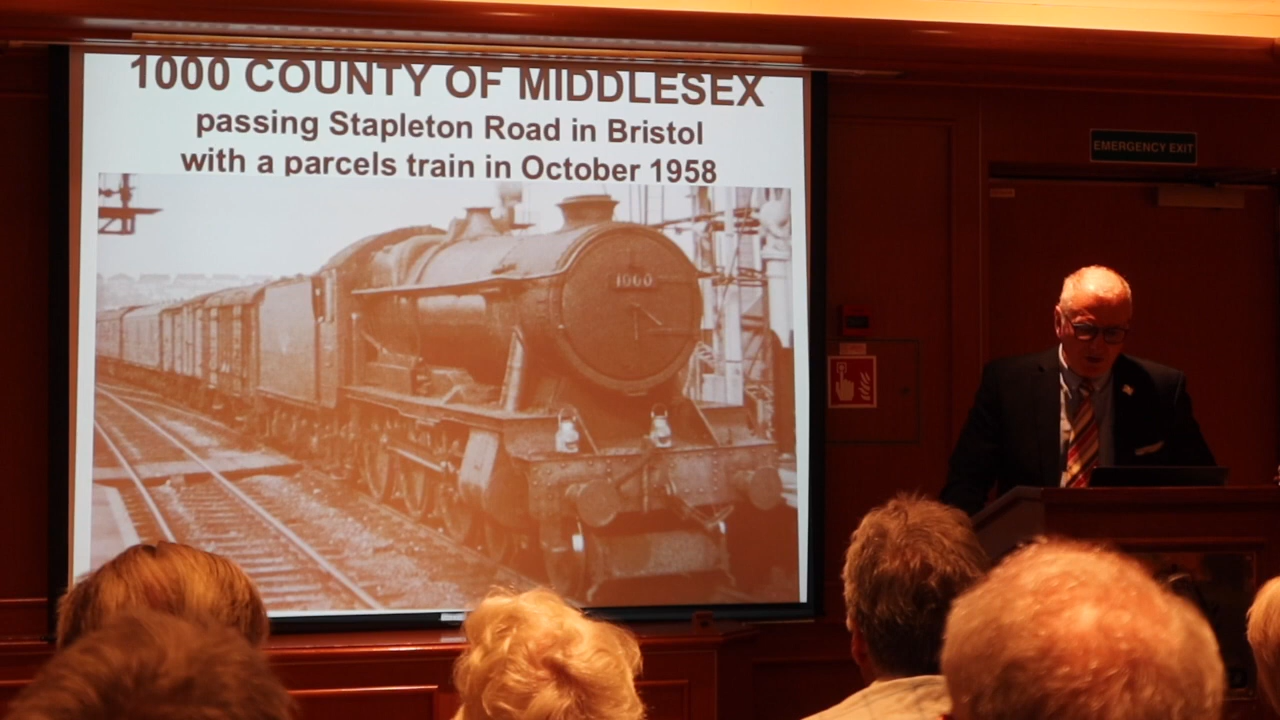 1000 COUNTY OF MIDDLESEX
passing Stapleton Road in Bristol
with a parcels train in October 1958
1000
EMERGENCY EXIT